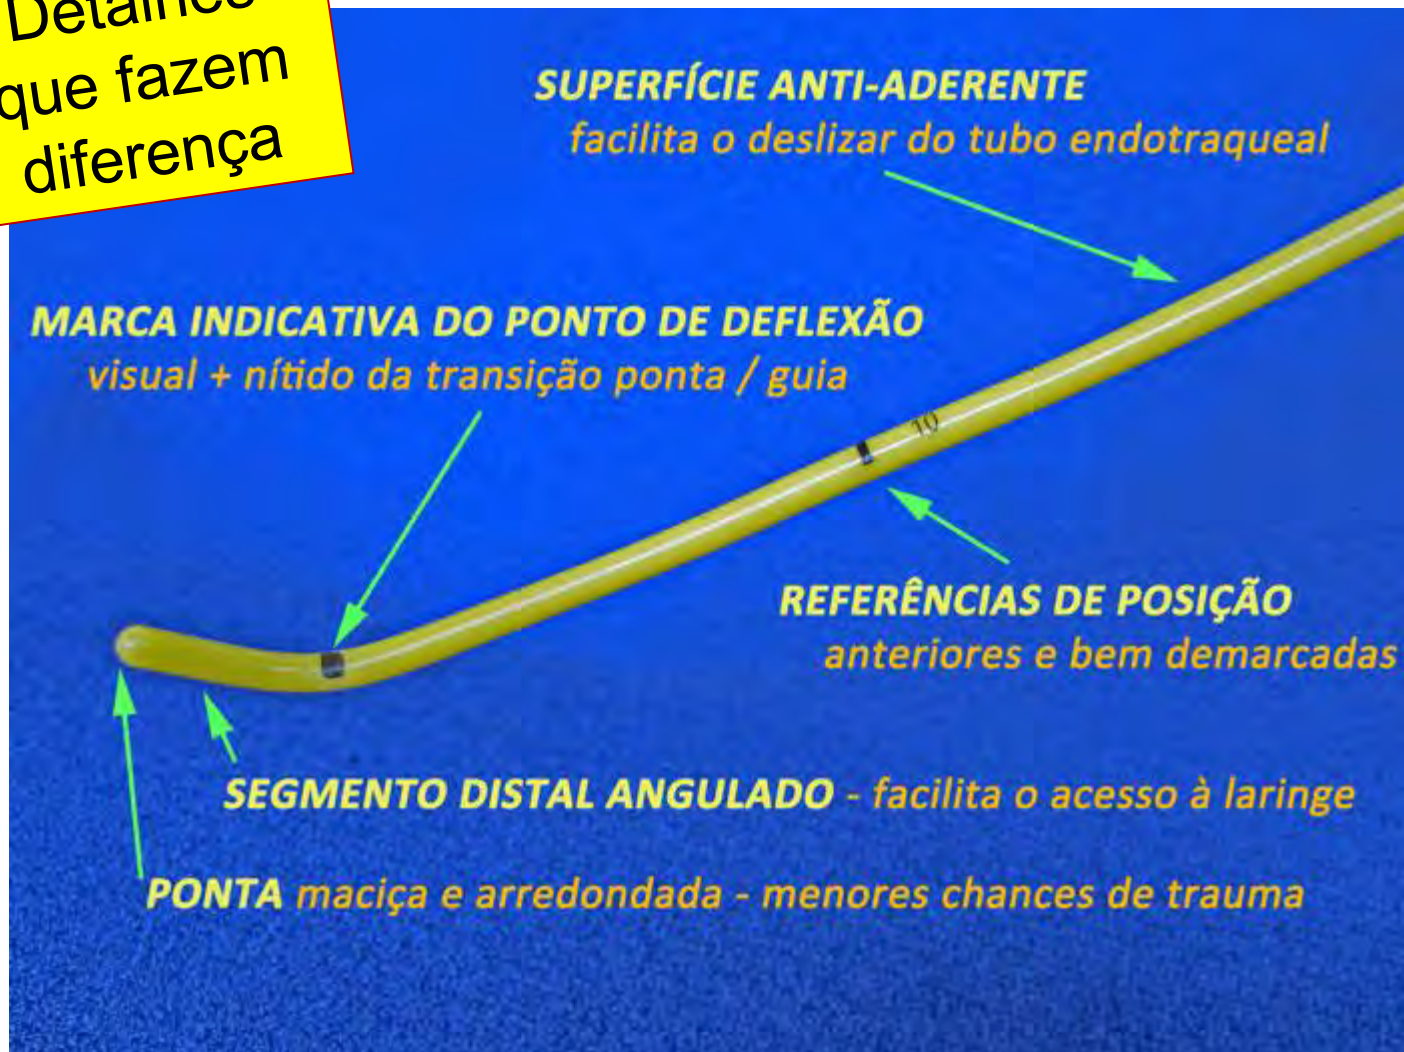 que fazem
diferença
SUPERFÍCIE ANTI-ADERENTE
facilita o deslizar do tubo endotraqueal
MARCA INDICATIVA DO PONTO DE DEFLEXÃO
visual + nítido da transição ponta / guia
10
REFERÊNCIAS DE POSIÇÃO
anteriores e bem demarcadas
SEGMENTO DISTAL ANGULADO - facilita o acesso à laringe
PONTA maciça e arredondada - menores chances de trauma